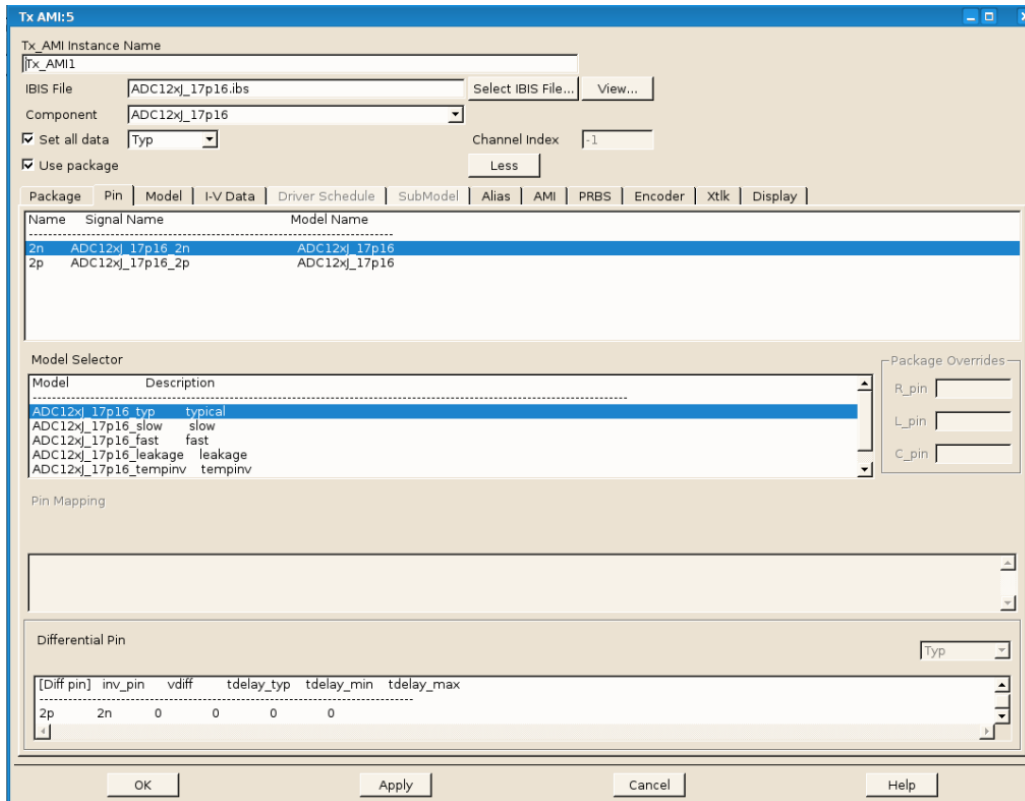 Tx AMI:5
Tx_AMI Instance Name
Tx_AMI1
IBIS File ADC12xJ_17p16.ibs Select IBIS File... View...
Component ADC12xJ_17p16
Set all data Typ Channel Index -1
Use package Less
Package Pin Model I-V Data Driver Schedule SubModel Alias AMI PRBS Encoder Xtlk Display
Name Signal Name Model Name
2n ADC12xJ_17p16_2n ADC12xJ_17p16
2p ADC12xJ_17p16_2p ADC12xJ_17p16
Model Selector
Model Description
ADC12xJ_17p16_typ typical
ADC12xJ_17p16_slow slow
ADC12xJ_17p16_fast fast
ADC12xJ_17p16_leakage leakage
ADC12xJ_17p16_tempinv tempinv
Package Overrides
R_pin
L_pin
C_pin
Pin Mapping
Differential Pin
Typ
[Diff pin] inv_pin vdiff tdelay_typ tdelay_min tdelay_max
2p 2n 0 0 0 0
OK Apply Cancel Help